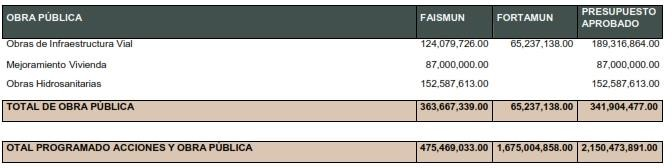 OBRA PÚBLICA FAISMUN FORTAMUN PRESUPUESTO APROBADO
Obras de Infraestructura Vial 124,079,726.00 65,237,138.00 189,316,864.00
Mejoramiento Vivienda 87,000,000.00 87,000,000.00
Obras Hidrosanitarias 152,587,613.00 152,587,613.00
TOTAL DE OBRA PÚBLICA 363,667,339.00 65,237,138.00 341,904,477.00
OTAL PROGRAMADO ACCIONES Y OBRA PÚBLICA 475,469,033.00 1,675,004,858.00 2,150,473,891.00